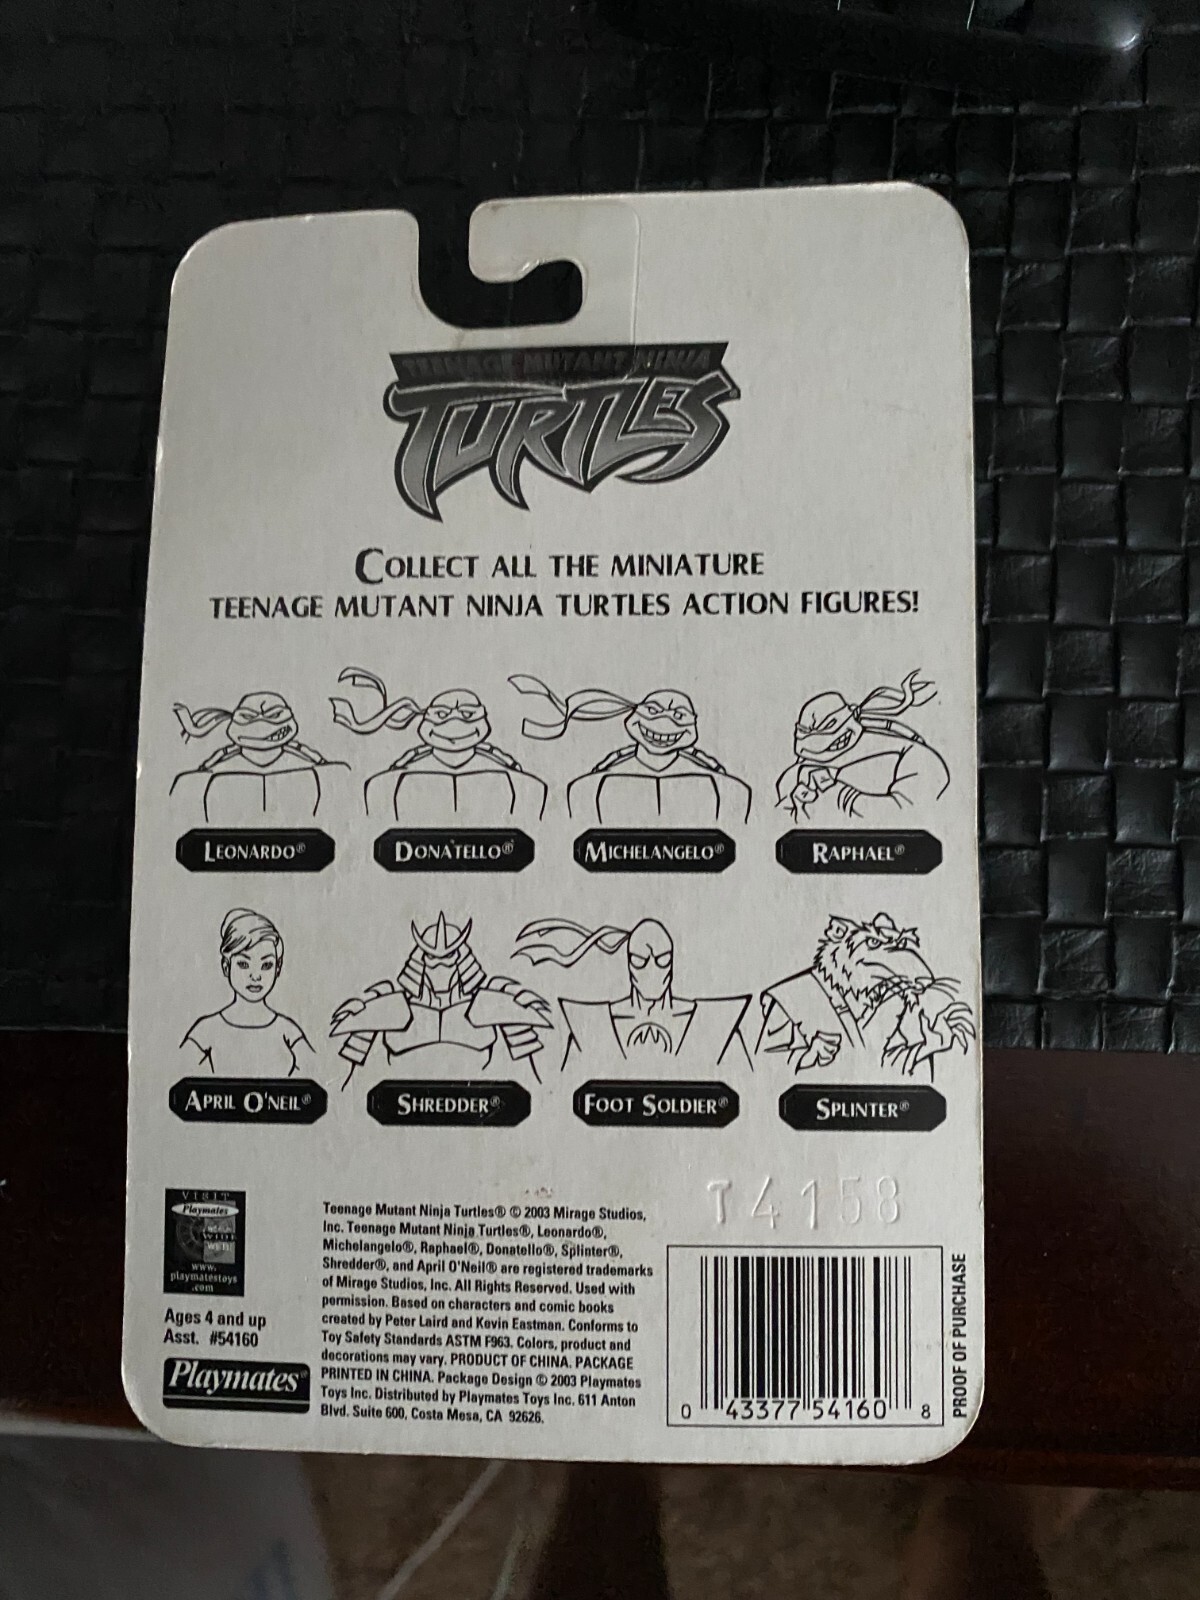 TEENAGE MUTANT NINJA
TURTLES
COLLECT ALL THE MINIATURE
TEENAGE MUTANT NINJA TURTLES ACTION FIGURES!
LEONARDO® DONATELLO® MICHELANGELO® RAPHAEL®
APRIL O'NEIL® SHREDDER® FOOT SOLDIER® SPLINTER®
T4158
VISIT
Playmates
WORLD
WIDE
WEB!
www.
playmatestoys
.com
Ages 4 and up
Asst. #54160
Playmates®
Teenage Mutant Ninja Turtles® © 2003 Mirage Studios,
Inc. Teenage Mutant Ninja Turtles®, Leonardo®,
Michelangelo®, Raphael®, Donatello®, Splinter®,
Shredder®, and April O'Neil® are registered trademarks
of Mirage Studios, Inc. All Rights Reserved. Used with
permission. Based on characters and comic books
created by Peter Laird and Kevin Eastman. Conforms to
Toy Safety Standards ASTM F963. Colors, product and
decorations may vary. PRODUCT OF CHINA. PACKAGE
PRINTED IN CHINA. Package Design © 2003 Playmates
Toys Inc. Distributed by Playmates Toys Inc. 611 Anton
Blvd. Suite 600, Costa Mesa, CA 92626.
0 43377 54160 8
PROOF OF PURCHASE